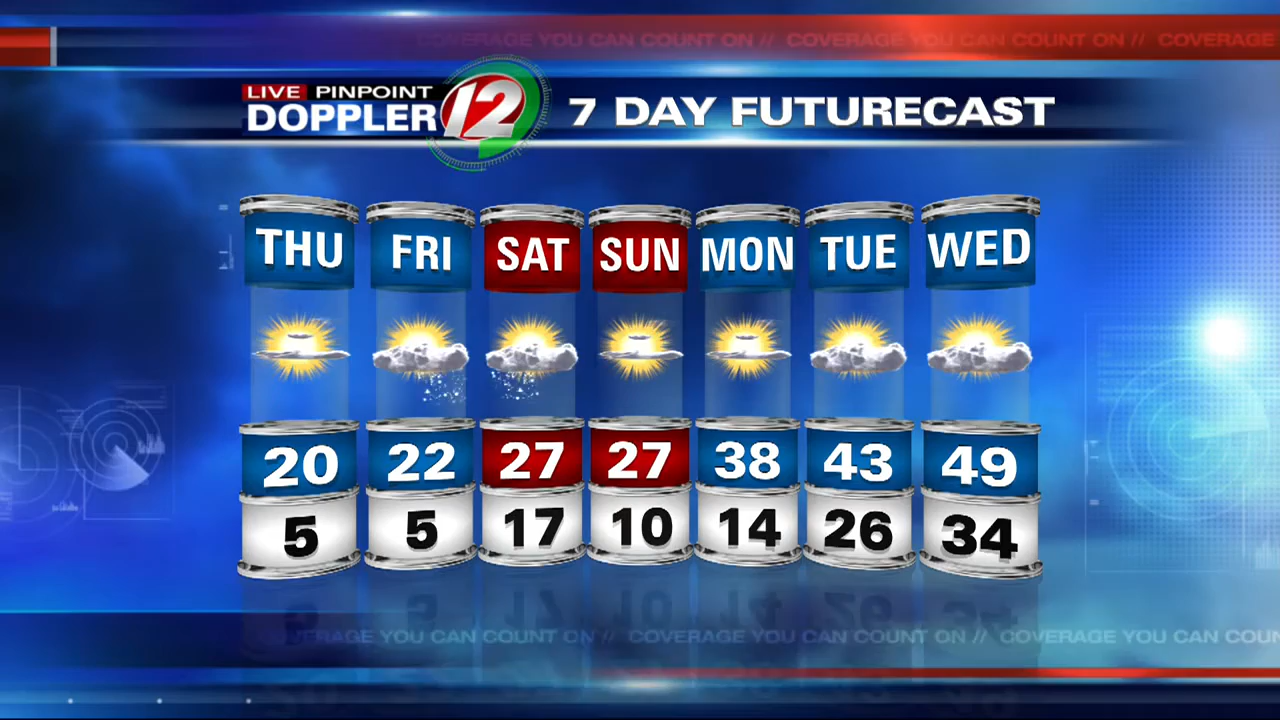 COVERAGE YOU CAN COUNT ON // COVERAGE YOU CAN COUNT ON // COVERAGE
LIVE PINPOINT
DOPPLER 12
7 DAY FUTURECAST
THU FRI SAT SUN MON TUE WED
20 22 27 27 38 43 49
5 5 17 10 14 26 34
COVERAGE YOU CAN COUNT ON // COVERAGE YOU CAN COUNT ON // COVERAGE YOU CAN COUN